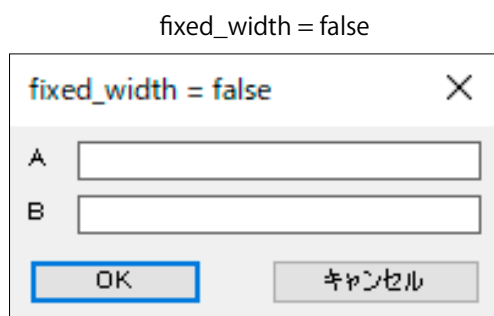 fixed_width = false
fixed_width = false
A
B
OK キャンセル